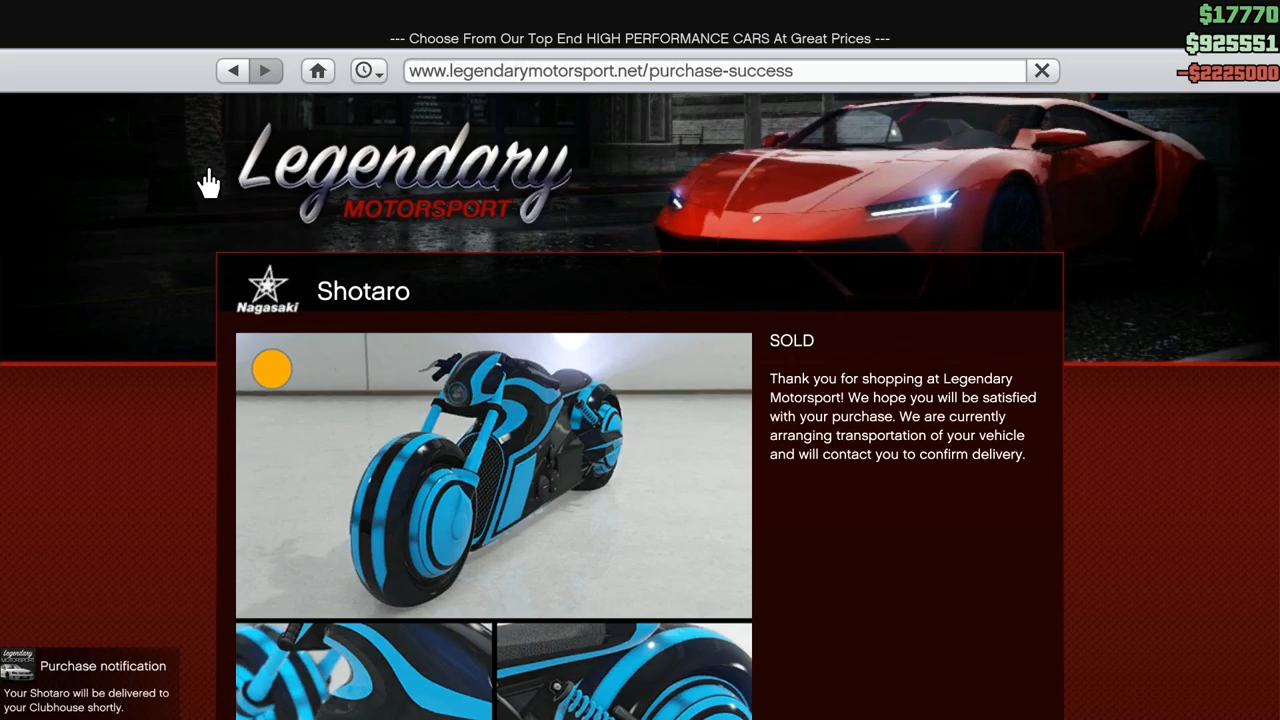 $17770
--- Choose From Our Top End HIGH PERFORMANCE CARS At Great Prices ---
$925551
www.legendarymotorsport.net/purchase-success
-$2225000
Legendary
MOTORSPORT
Nagasaki
Shotaro
SOLD
Thank you for shopping at Legendary
Motorsport! We hope you will be satisfied
with your purchase. We are currently
arranging transportation of your vehicle
and will contact you to confirm delivery.
Legendary
MOTORSPORT
Purchase notification
Your Shotaro will be delivered to
your Clubhouse shortly.